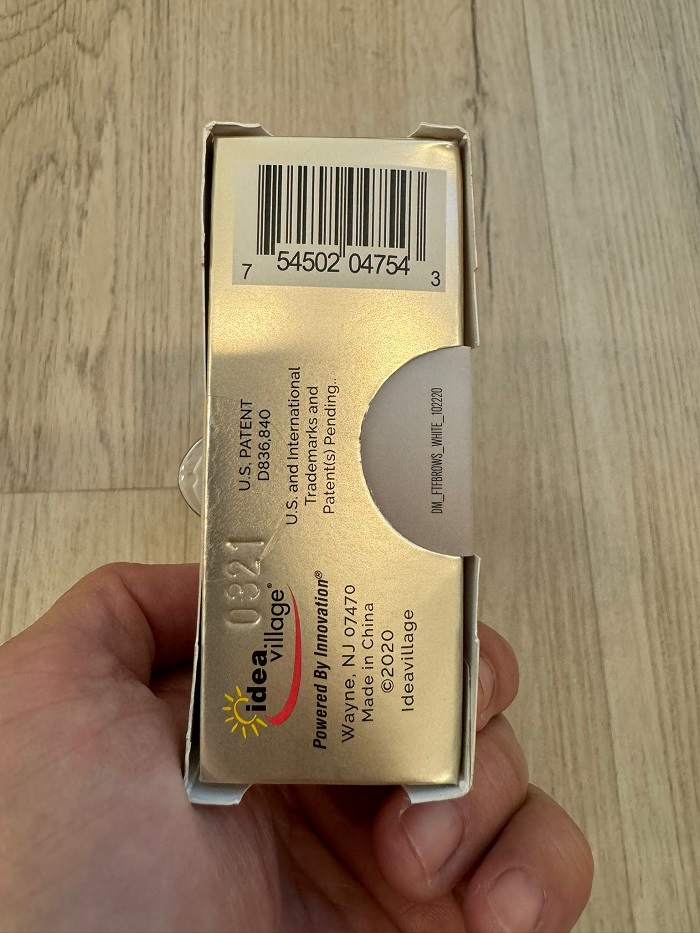 7 54502 04754 3
U.S. PATENT
D836,840
U.S. and International
Trademarks and
Patent(s) Pending.
0321
idea
village®
Powered By Innovation®
Wayne, NJ 07470
Made in China
©2020
Ideavillage
DM_FTFBROWS_WHITE_102220